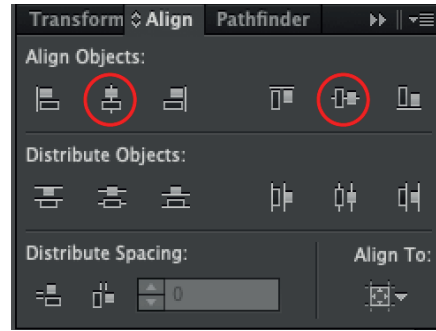 Transform Align Pathfinder
Align Objects:
Distribute Objects:
Distribute Spacing: Align To:
0